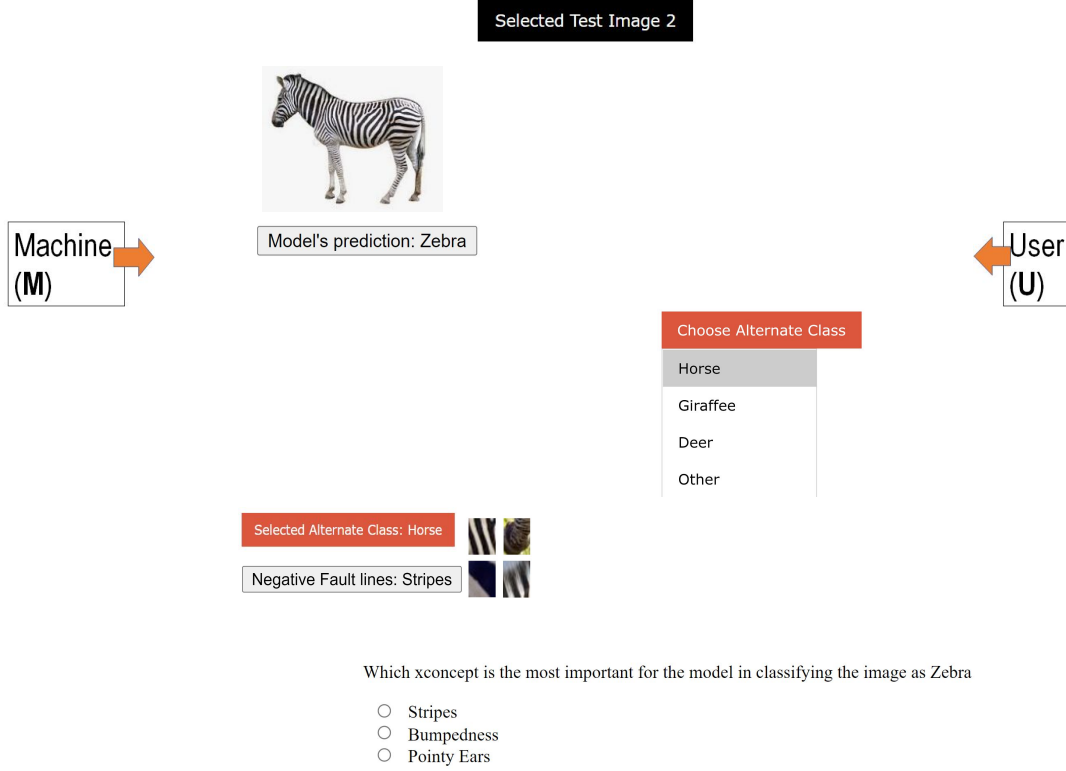 Selected Test Image 2
Model's prediction: Zebra
Machine
(M)
User
(U)
Choose Alternate Class
Horse
Giraffee
Deer
Other
Selected Alternate Class: Horse
Negative Fault lines: Stripes
Which xconcept is the most important for the model in classifying the image as Zebra
Stripes
Bumpedness
Pointy Ears